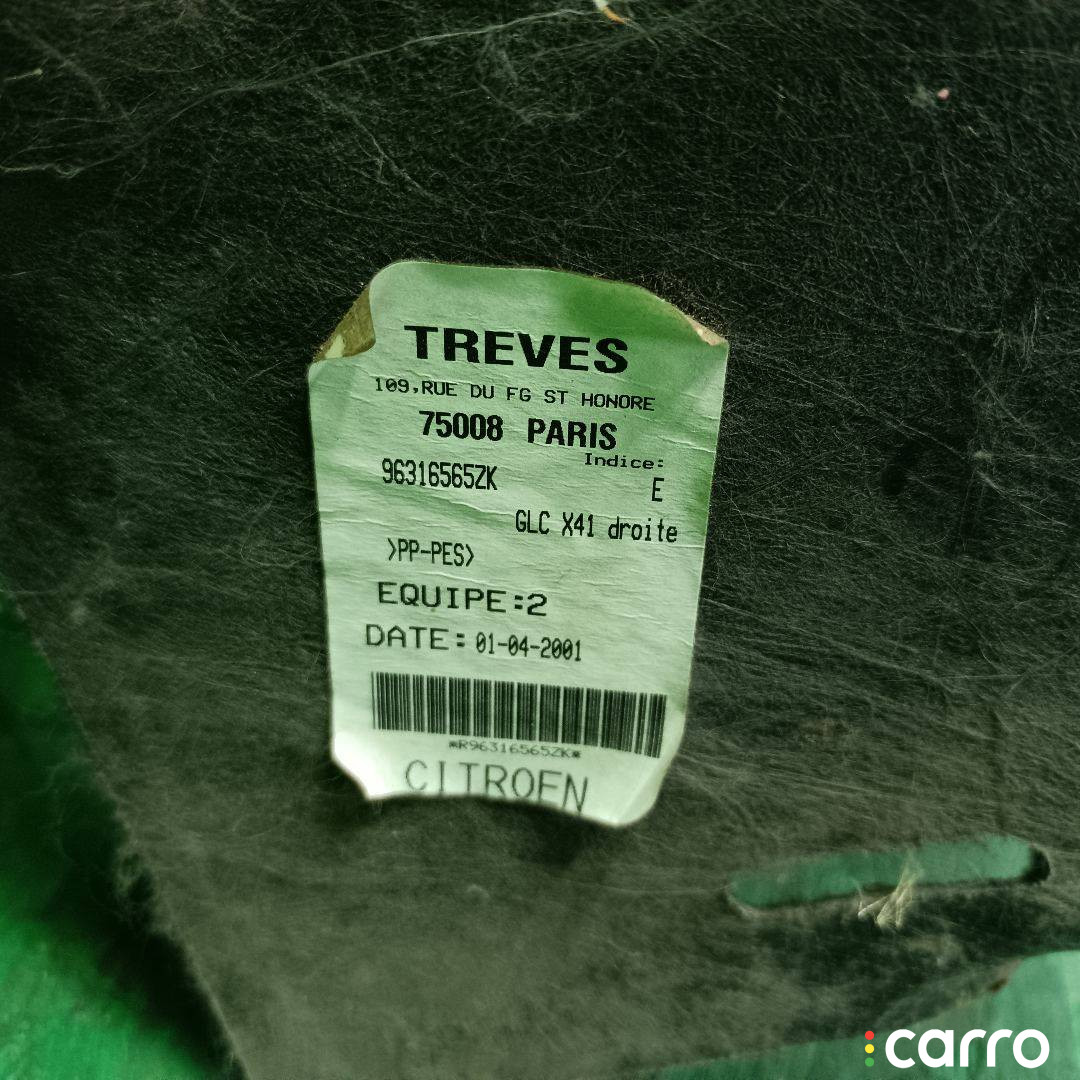 TREVES
109,RUE DU FG ST HONORE
75008 PARIS
Indice:
96316565ZK E
GLC X41 droite
>PP-PES>
EQUIPE:2
DATE: 01-04-2001
*R96316565ZK*
CITROEN
carro